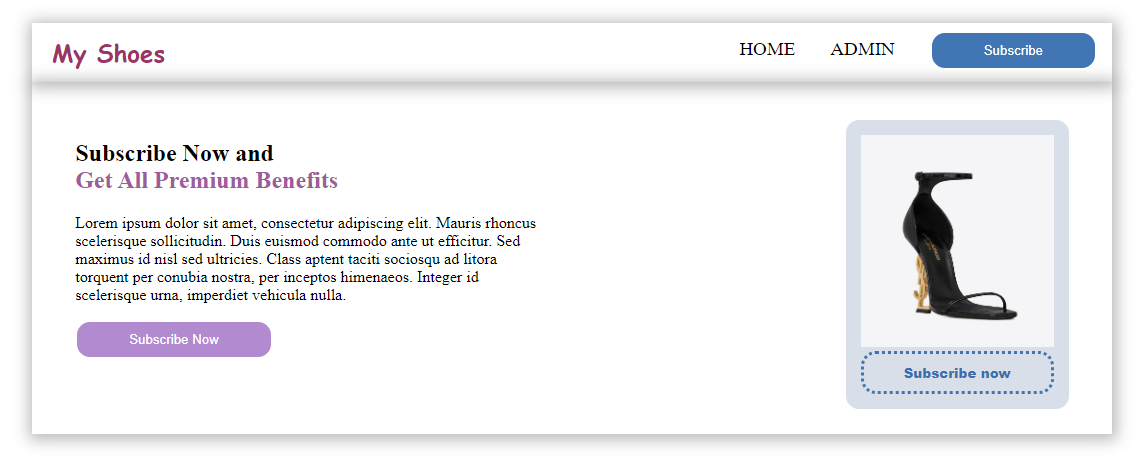 My Shoes
HOME
ADMIN
Subscribe
Subscribe Now and
Get All Premium Benefits
Lorem ipsum dolor sit amet, consectetur adipiscing elit. Mauris rhoncus
scelerisque sollicitudin. Duis euismod commodo ante ut efficitur. Sed
maximus id nisl sed ultricies. Class aptent taciti sociosqu ad litora
torquent per conubia nostra, per inceptos himenaeos. Integer id
scelerisque urna, imperdiet vehicula nulla.
Subscribe Now
Subscribe now